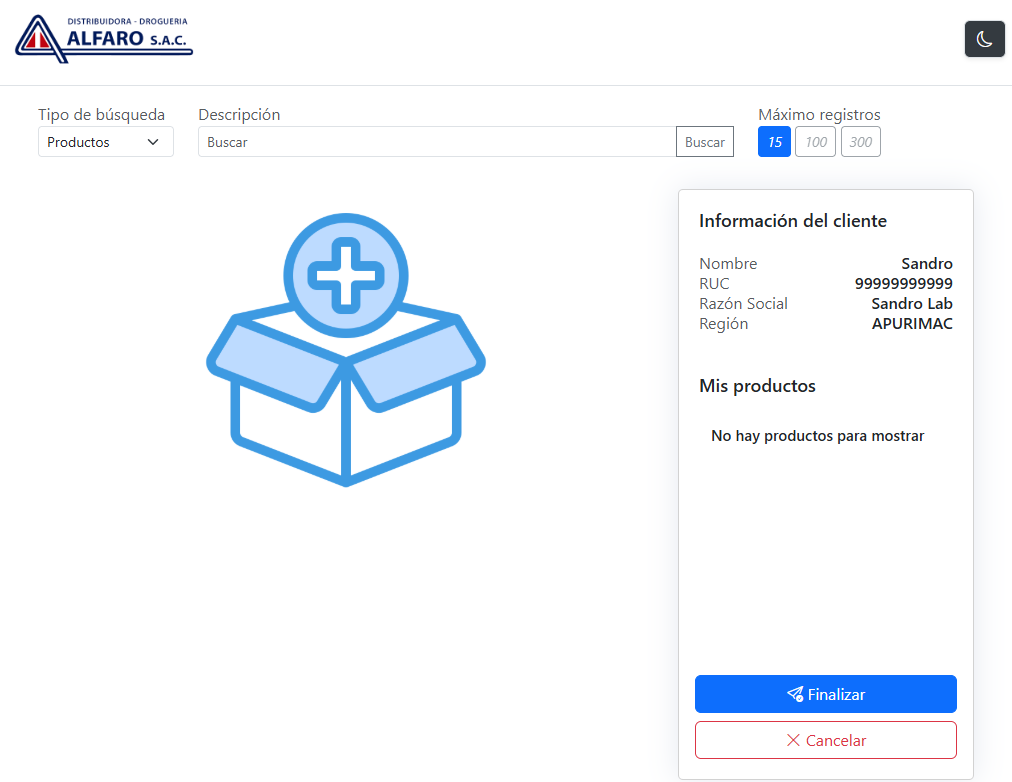 DISTRIBUIDORA - DROGUERIA
ALFARO S.A.C.
Tipo de búsqueda
Descripción
Máximo registros
Productos
Buscar
Buscar
15
100
300
Información del cliente
Nombre Sandro
RUC 99999999999
Razón Social Sandro Lab
Región APURIMAC
Mis productos
No hay productos para mostrar
Finalizar
Cancelar